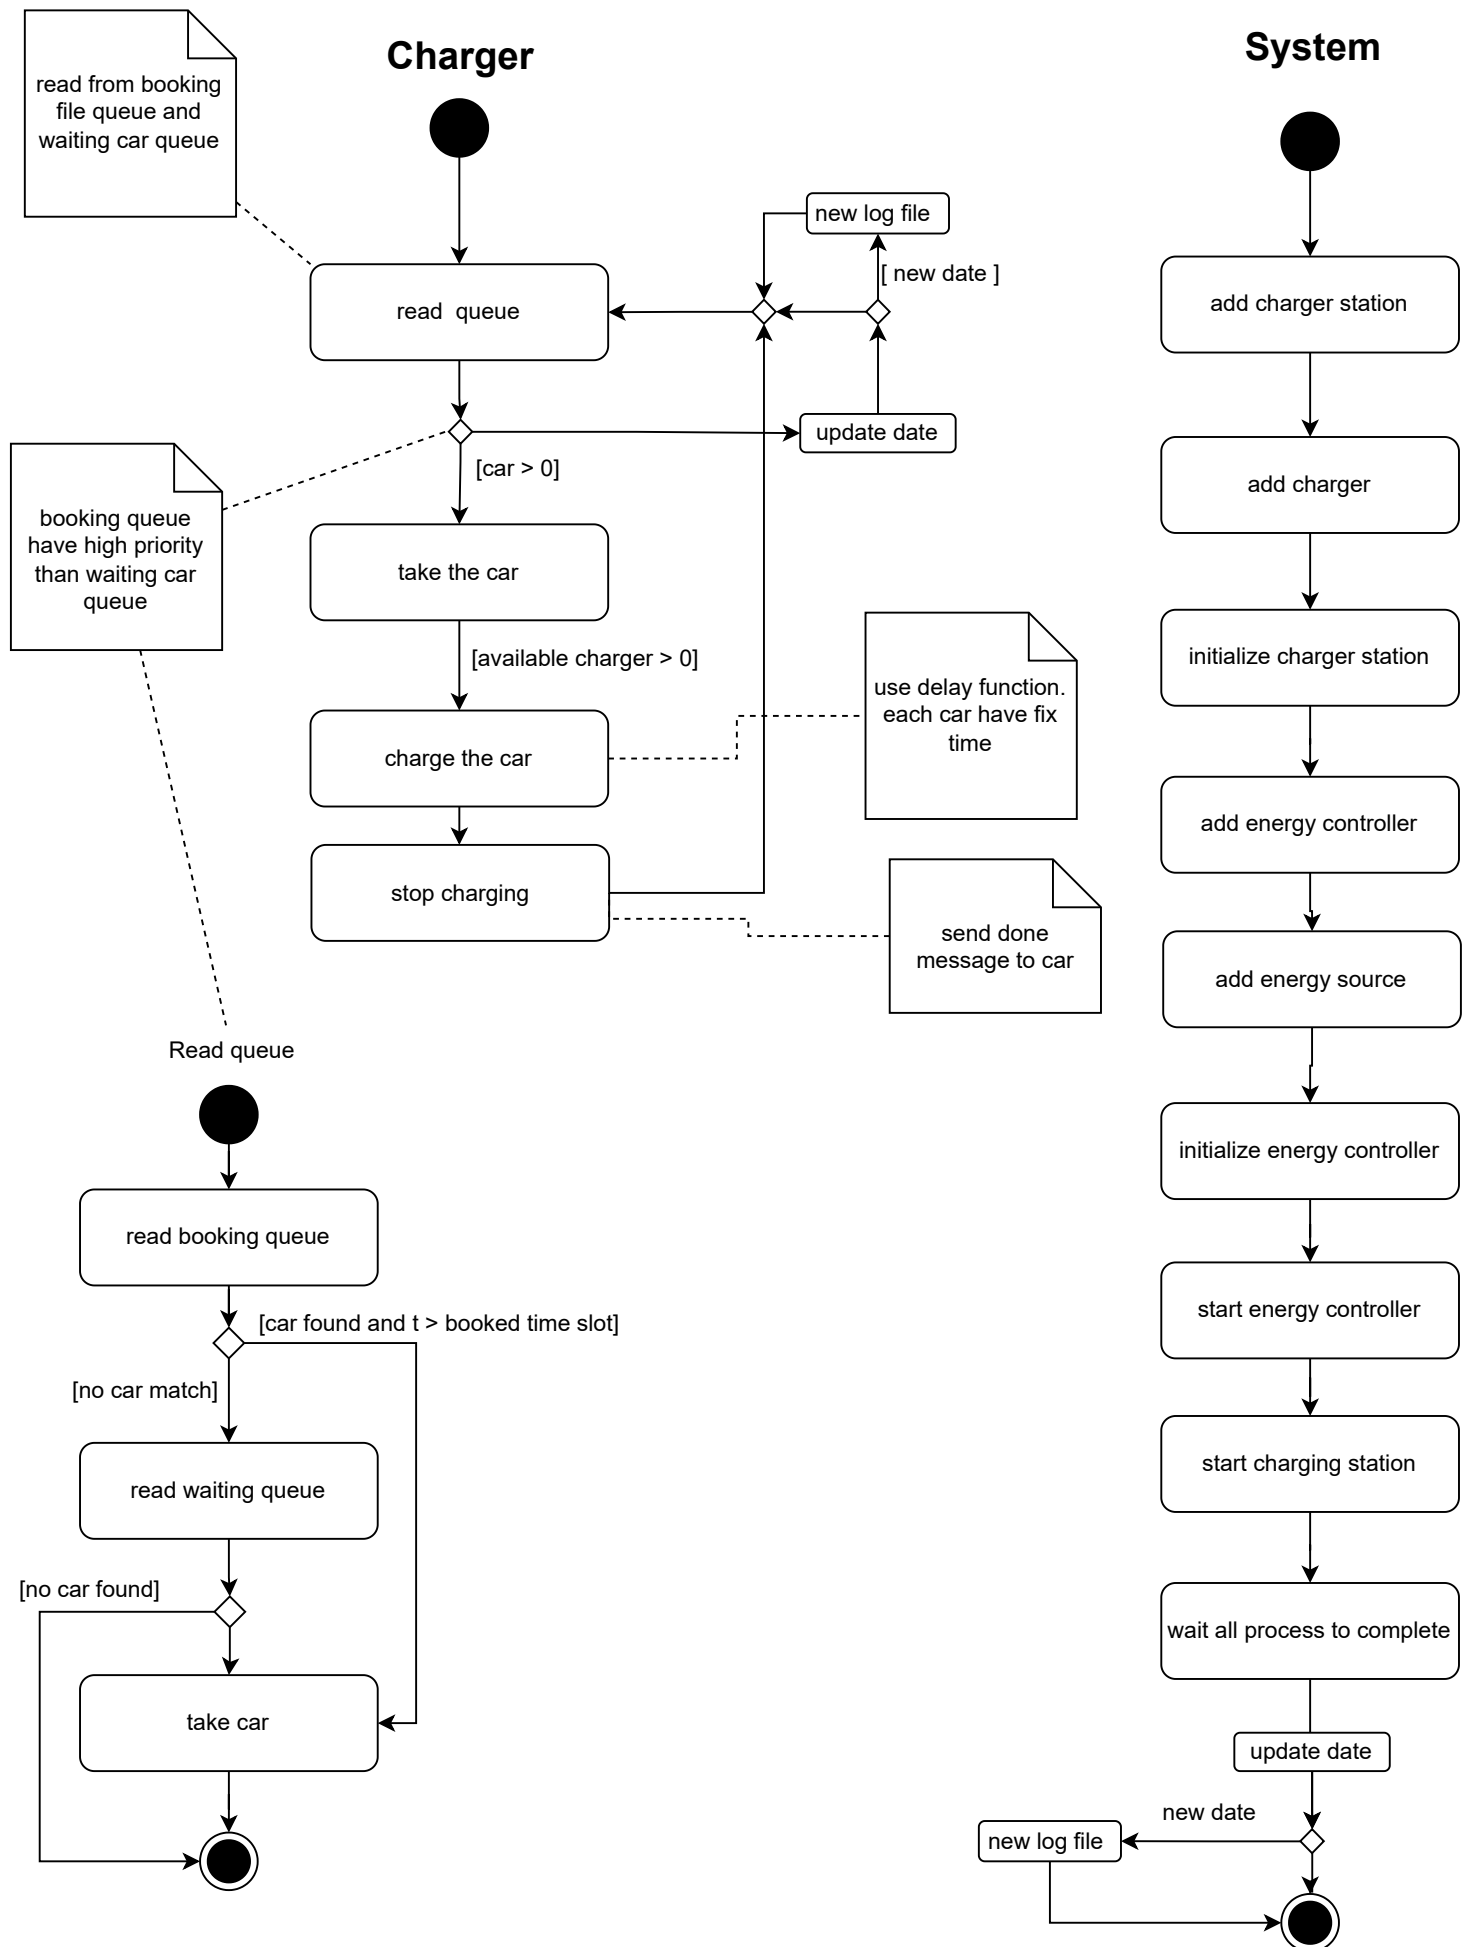 Charger
System
read from booking
file queue and
waiting car queue
new log file
[ new date ]
read  queue
add charger station
update date
[car > 0]
add charger
booking queue
have high priority
than waiting car
queue
take the car
[available charger > 0]
initialize charger station
use delay function.
each car have fix
time
charge the car
add energy controller
stop charging
send done
message to car
add energy source
Read queue
initialize energy controller
read booking queue
start energy controller
[car found and t > booked time slot]
[no car match]
start charging station
read waiting queue
[no car found]
wait all process to complete
take car
update date
new date
new log file